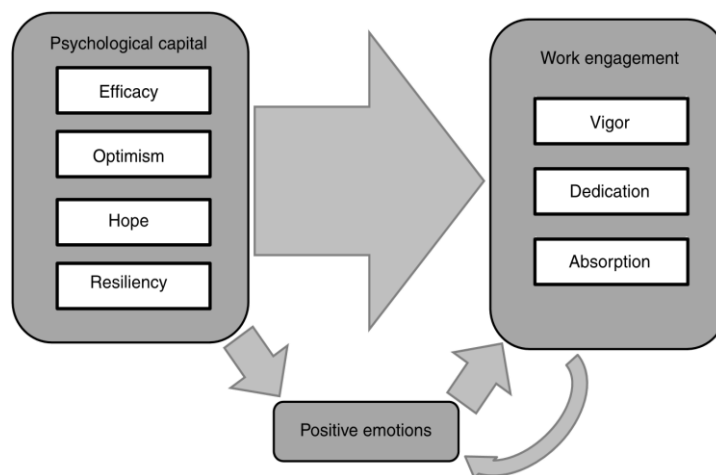 Psychological capital
Efficacy
Optimism
Hope
Resiliency
Work engagement
Vigor
Dedication
Absorption
Positive emotions